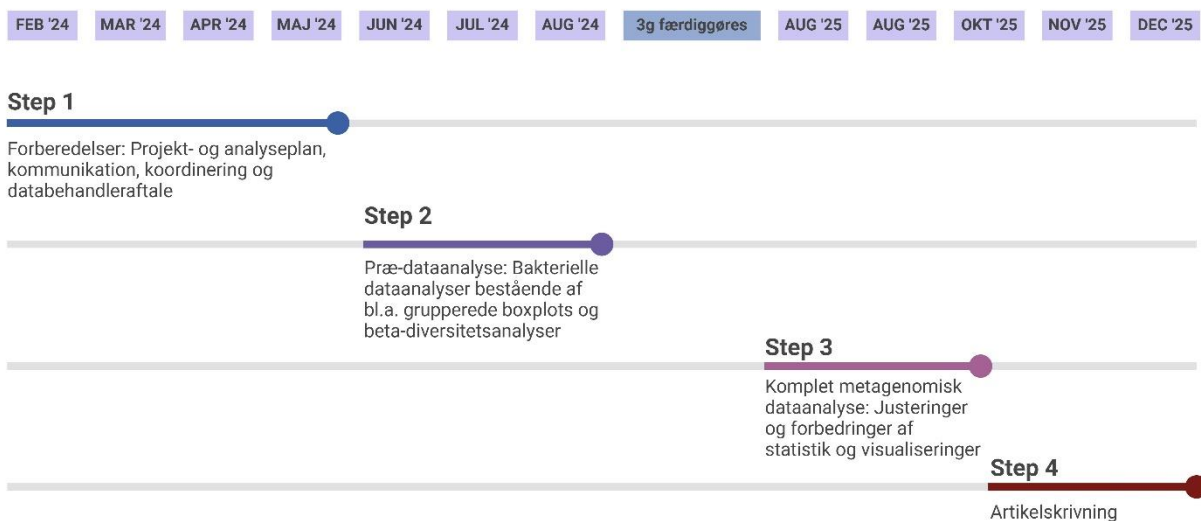 FEB '24 MAR '24 APR '24 MAJ '24 JUN '24 JUL '24 AUG '24 3g færdiggøres AUG '25 AUG '25 OKT '25 NOV '25 DEC '25
Step 1
Forberedelser: Projekt- og analyseplan,
kommunikation, koordinering og
databehandleraftale
Step 2
Præ-dataanalyse: Bakterielle
dataanalyser bestående af
bl.a. grupperede boxplots og
beta-diversitetsanalyser
Step 3
Komplet metagenomisk
dataanalyse: Justeringer
og forbedringer af
statistik og visualiseringer
Step 4
Artikelskrivning